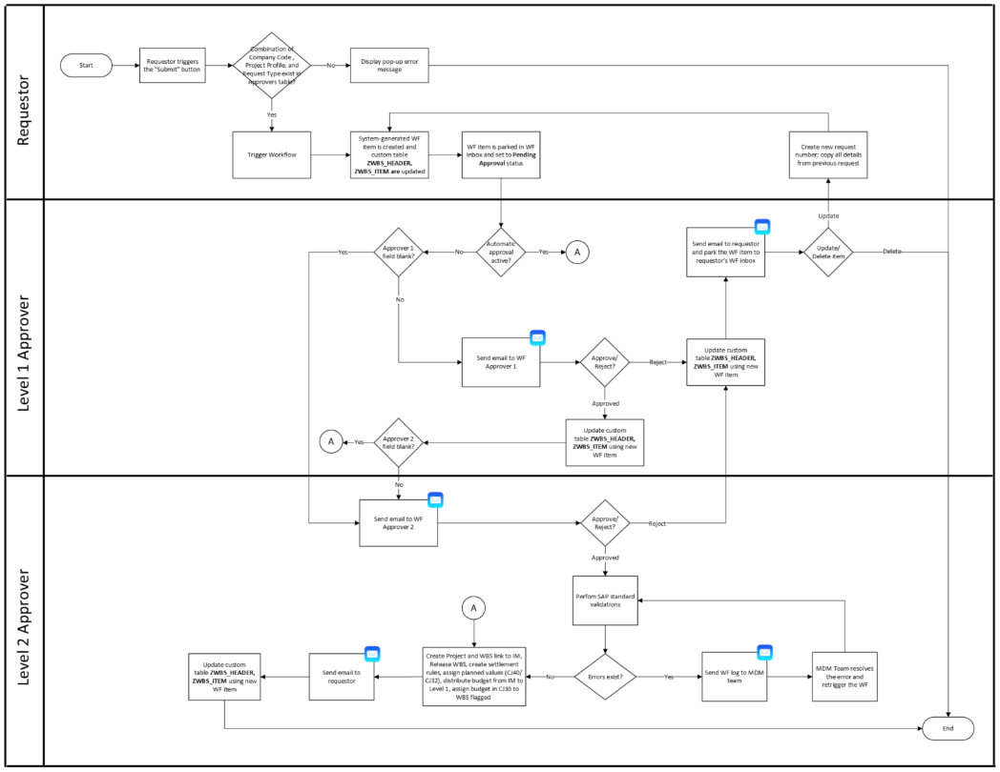 Requestor
Start
Requestor triggers
the "Submit" button
Combination of
Company Code ,
Project Profile, and
Request Type exist in
Approvers table?
No
Display pop-up error
message
Yes
Trigger Workflow
System-generated WF
item is created and
custom table
ZWBS_HEADER,
ZWBS_ITEM are updated
WF item is parked in WF
Inbox and set to Pending
Approval status
Create new request
number; copy all details
from previous request
Level 1 Approver
Update
Yes
Approver 1
field blank?
No
Automatic
approval
active?
Yes
A
Send email to requestor
and park the WF item to
requestor's WF inbox
Update/
Delete item
Delete
No
Send email to WF
Approver 1
Approve/
Reject?
Reject
Update custom
table ZWBS_HEADER,
ZWBS_ITEM using new
WF item
Approved
Update custom
table ZWBS_HEADER,
ZWBS_ITEM using new
WF item
A
Yes
Approver 2
field blank?
No
Level 2 Approver
Send email to WF
Approver 2
Approve/
Reject?
Reject
Approved
Perfom SAP standard
validations
A
Update custom
table ZWBS_HEADER,
ZWBS_ITEM using new
WF item
Send email to
requestor
Create Project and WBS link to IM,
Release WBS, create settlement
rules, assign planned values (CJ40/
CJ32), distribute budget from IM to
Level 1, assign budget in CJ30 to
WBS flagged
No
Errors exist?
Yes
Send WF log to MDM
team
MDM Team resolves
the error and
retrigger the WF
End